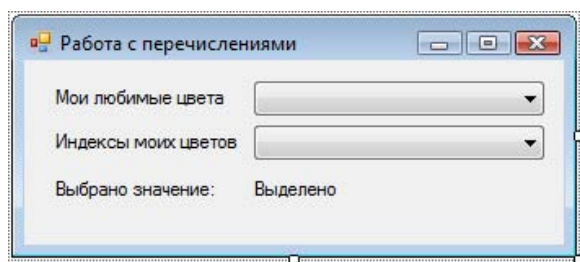 Работа с перечислениями
Мои любимые цвета
Индексы моих цветов
Выбрано значение: Выделено